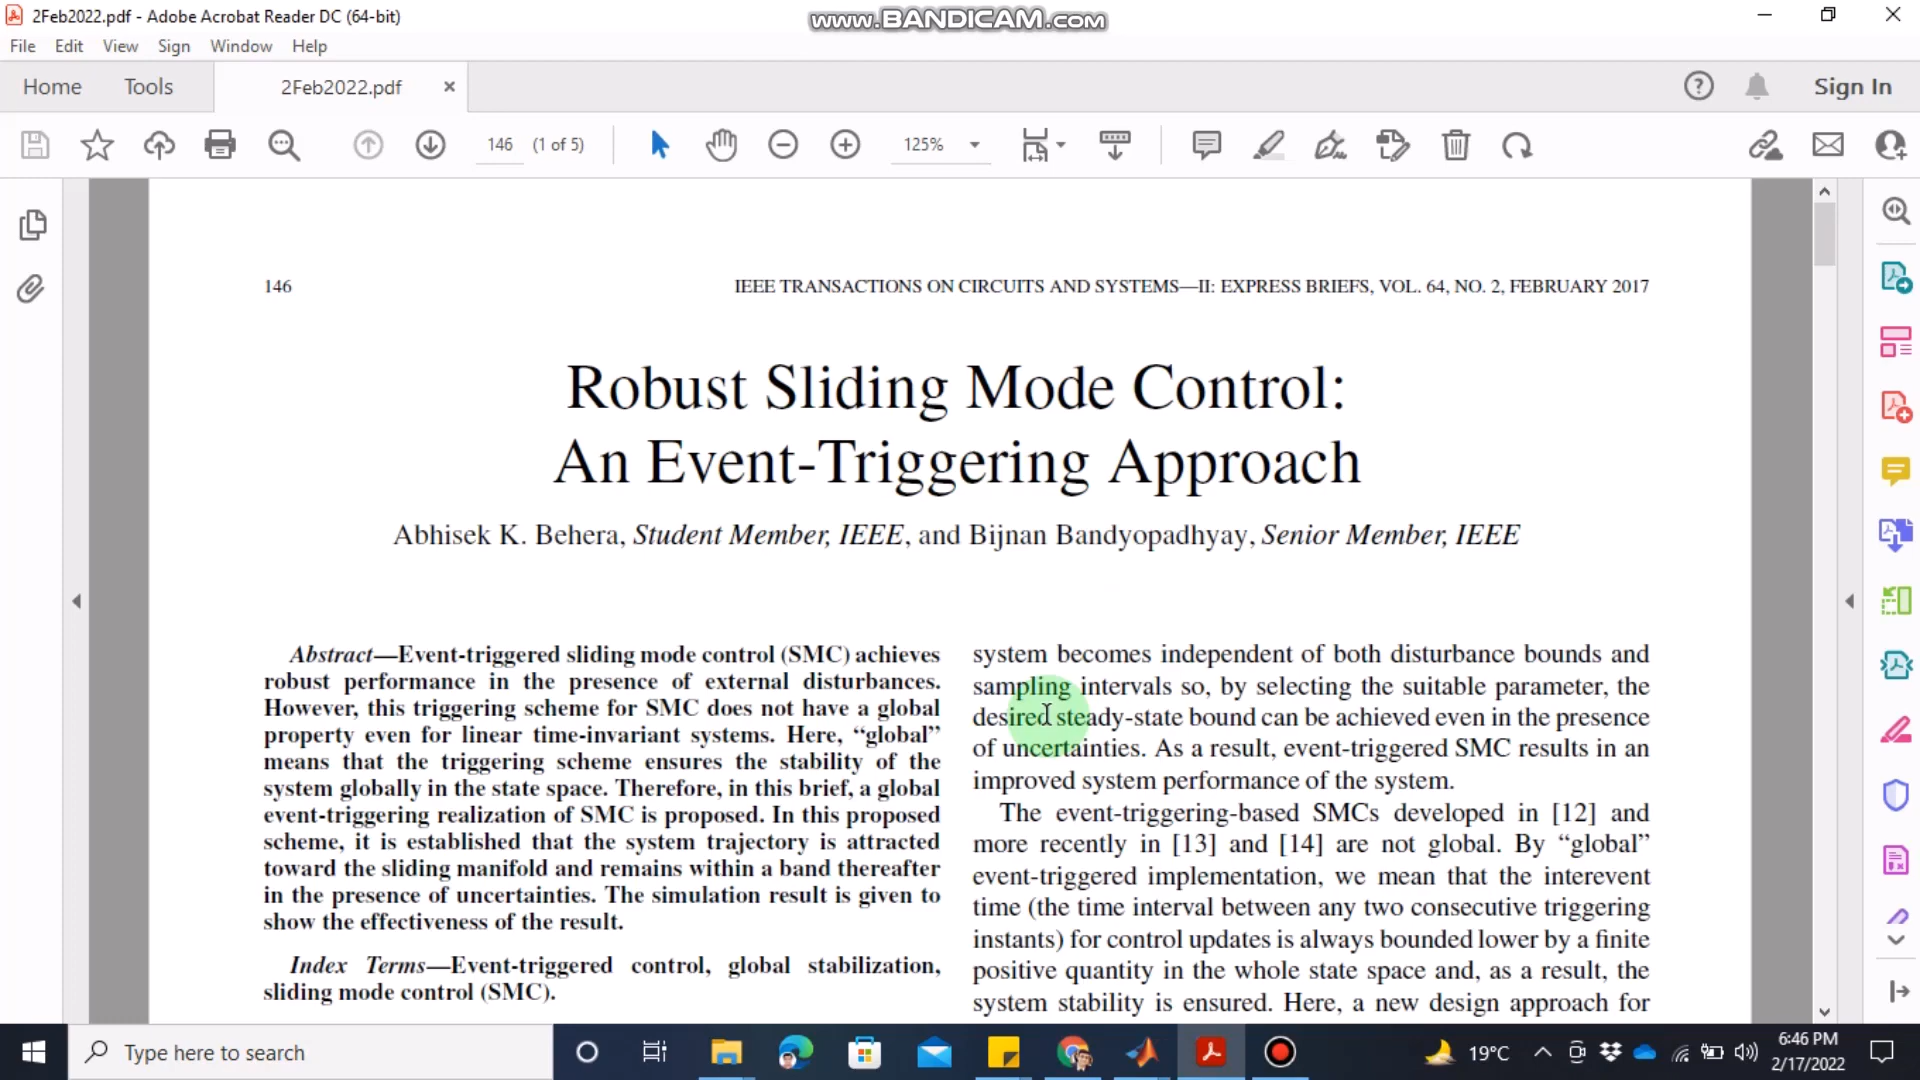 2Feb2022.pdf - Adobe Acrobat Reader DC (64-bit)
www.BANDICAM.com
File Edit View Sign Window Help
Home Tools 2Feb2022.pdf × Sign In
146 (1 of 5) 125%
146 IEEE TRANSACTIONS ON CIRCUITS AND SYSTEMS—II: EXPRESS BRIEFS, VOL. 64, NO. 2, FEBRUARY 2017
Robust Sliding Mode Control:
An Event-Triggering Approach
Abhisek K. Behera, Student Member, IEEE, and Bijnan Bandyopadhyay, Senior Member, IEEE
Abstract—Event-triggered sliding mode control (SMC) achieves
robust performance in the presence of external disturbances.
However, this triggering scheme for SMC does not have a global
property even for linear time-invariant systems. Here, “global”
means that the triggering scheme ensures the stability of the
system globally in the state space. Therefore, in this brief, a global
event-triggering realization of SMC is proposed. In this proposed
scheme, it is established that the system trajectory is attracted
toward the sliding manifold and remains within a band thereafter
in the presence of uncertainties. The simulation result is given to
show the effectiveness of the result.
Index Terms—Event-triggered control, global stabilization,
sliding mode control (SMC).
system becomes independent of both disturbance bounds and
sampling intervals so, by selecting the suitable parameter, the
desired steady-state bound can be achieved even in the presence
of uncertainties. As a result, event-triggered SMC results in an
improved system performance of the system.
The event-triggering-based SMCs developed in [12] and
more recently in [13] and [14] are not global. By “global”
event-triggered implementation, we mean that the interevent
time (the time interval between any two consecutive triggering
instants) for control updates is always bounded lower by a finite
positive quantity in the whole state space and, as a result, the
system stability is ensured. Here, a new design approach for
Type here to search
19°C
6:46 PM
2/17/2022